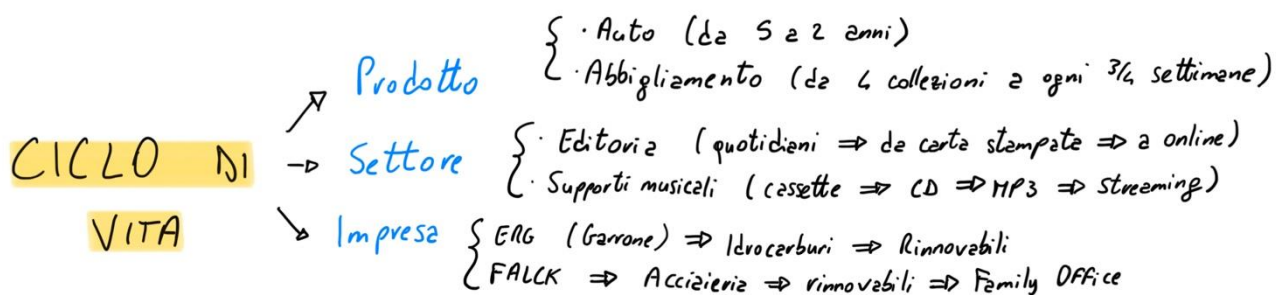 CICLO DI VITA
Prodotto
{ · Auto (da 5 a 2 anni)
· Abbigliamento (da 4 collezioni a ogni 3/4 settimane)
Settore
{ · Editoria (quotidiani ⇒ da carta stampata ⇒ a online)
· Supporti musicali (cassette ⇒ CD ⇒ MP3 ⇒ streaming)
Impresa
{ ERG (Garrone) ⇒ Idrocarburi ⇒ Rinnovabili
FALCK ⇒ Acciaieria ⇒ rinnovabili ⇒ Family Office